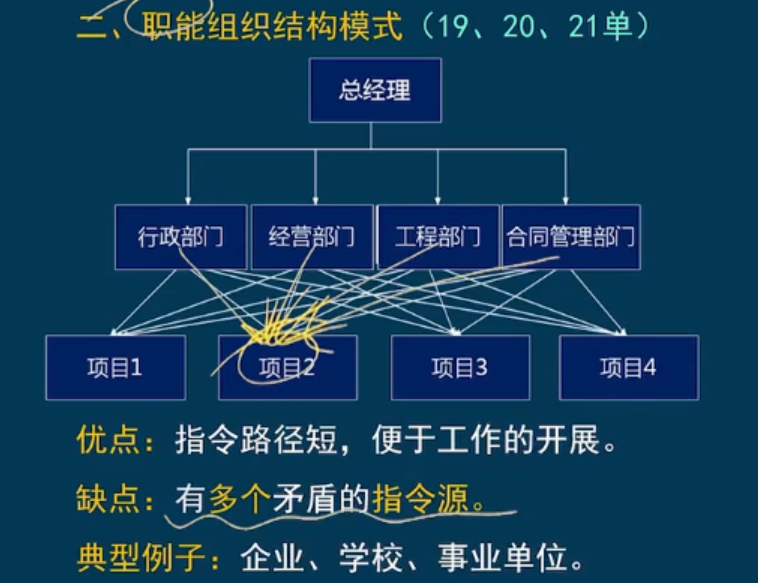 二、职能组织结构模式（19、20、21单）
总经理
行政部门 经营部门 工程部门 合同管理部门
项目1 项目2 项目3 项目4
优点：指令路径短，便于工作的开展。
缺点：有多个矛盾的指令源。
典型例子：企业、学校、事业单位。